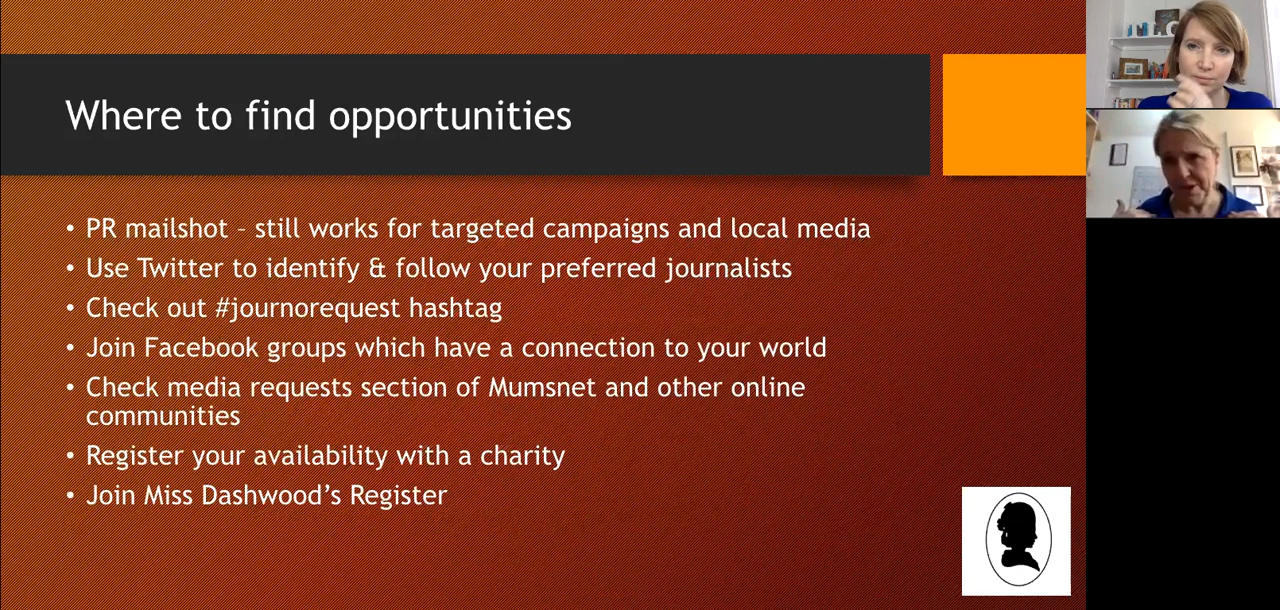 Where to find opportunities
• PR mailshot – still works for targeted campaigns and local media
• Use Twitter to identify & follow your preferred journalists
• Check out #journorequest hashtag
• Join Facebook groups which have a connection to your world
• Check media requests section of Mumsnet and other online
communities
• Register your availability with a charity
• Join Miss Dashwood’s Register